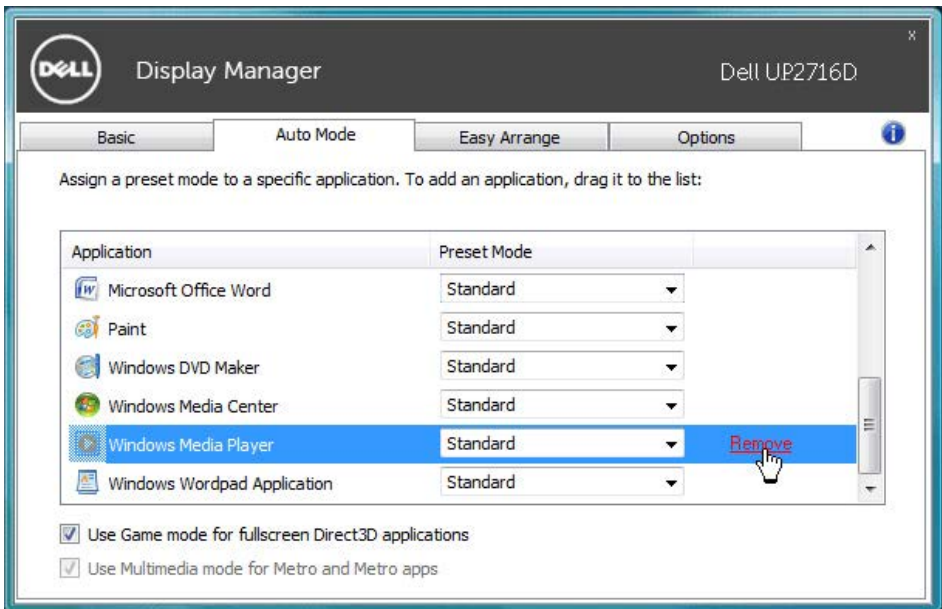 DELL Display Manager Dell UP2716D x
Basic Auto Mode Easy Arrange Options i
Assign a preset mode to a specific application. To add an application, drag it to the list:
Application Preset Mode
Microsoft Office Word Standard
Paint Standard
Windows DVD Maker Standard
Windows Media Center Standard
Windows Media Player Standard Remove
Windows Wordpad Application Standard
Use Game mode for fullscreen Direct3D applications
Use Multimedia mode for Metro and Metro apps